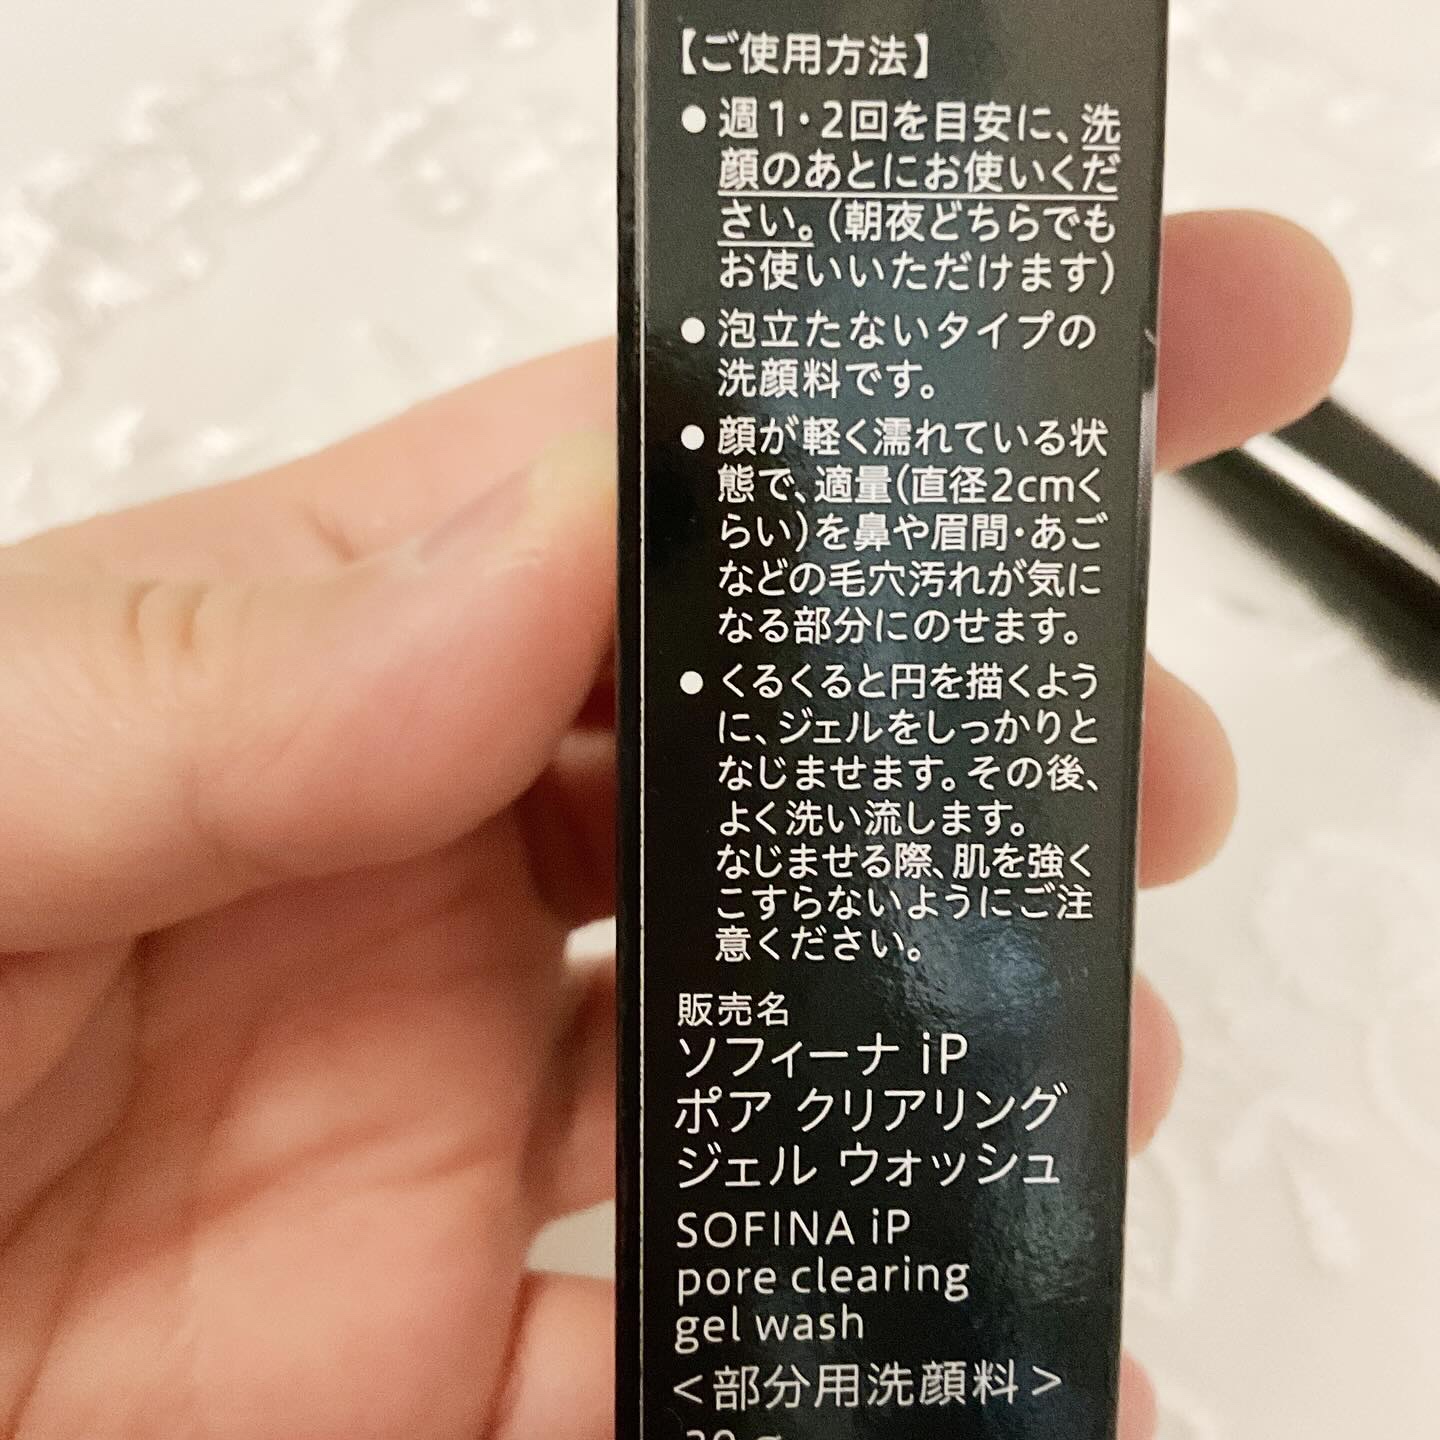 【ご使用方法】
● 週1・2回を目安に、洗
顔のあとにお使いくだ
さい。(朝夜どちらでも
お使いいただけます)
● 泡立たないタイプの
洗顔料です。
● 顔が軽く濡れている状
態で、適量(直径2cmく
らい)を鼻や眉間・あご
などの毛穴汚れが気に
なる部分にのせます。
● くるくると円を描くよう
に、ジェルをしっかりと
なじませます。その後、
よく洗い流します。
なじませる際、肌を強く
こすらないようにご注
意ください。
販売名
ソフィーナ iP
ポア クリアリング
ジェル ウォッシュ
SOFINA iP
pore clearing
gel wash
<部分用洗顔料>